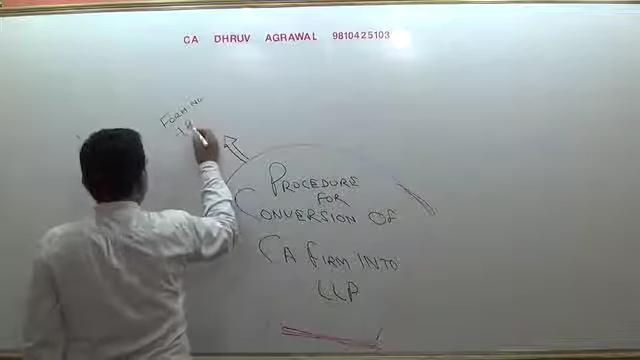 CA DHRUV AGRAWAL 9810425103
FORM NO
18
PROCEDURE
FOR
CONVERSION OF
CA FIRM INTO
LLP